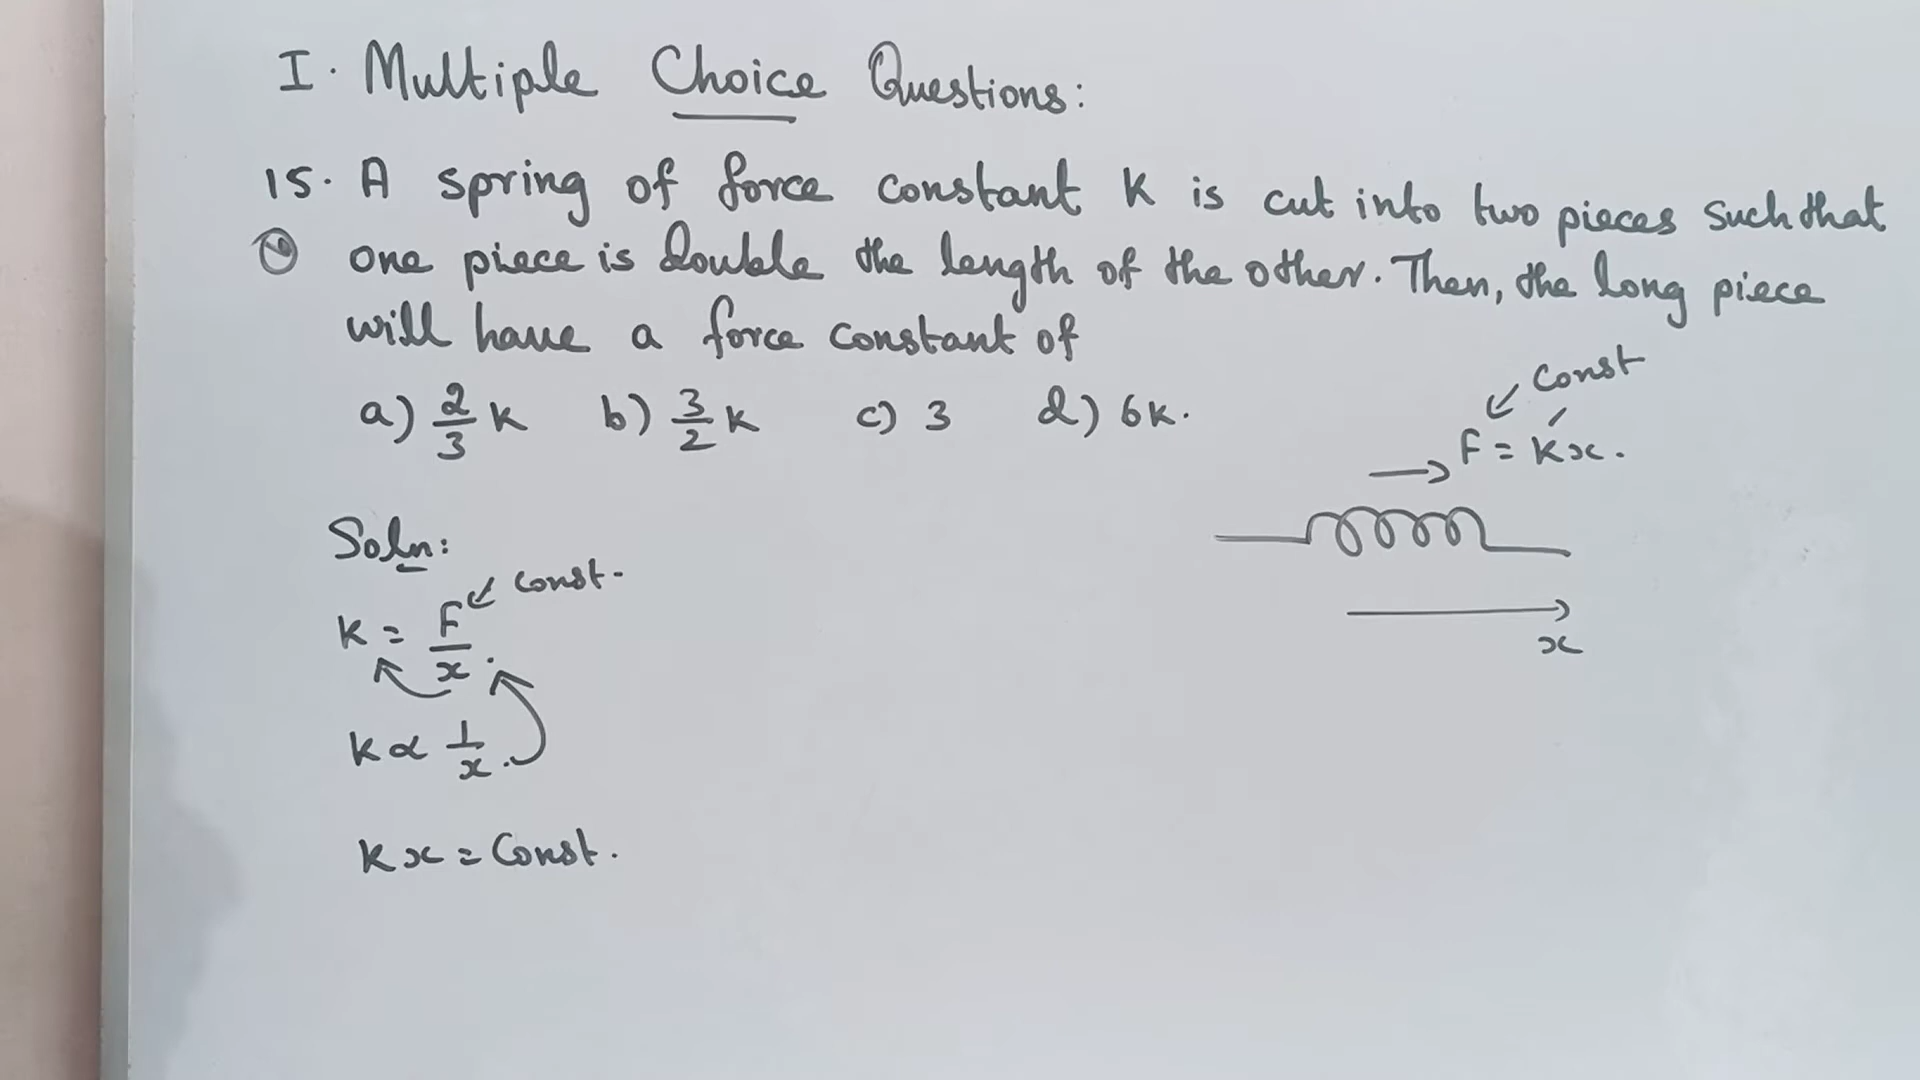 I. Multiple Choice Questions:
15. A spring of force constant K is cut into two pieces such that
one piece is double the length of the other. Then, the long piece
will have a force constant of
a) 2/3 K b) 3/2 K c) 3 d) 6K.
const
F = Kx.
x
Soln:
K = F/x. const.
K ∝ 1/x.
Kx = Const.